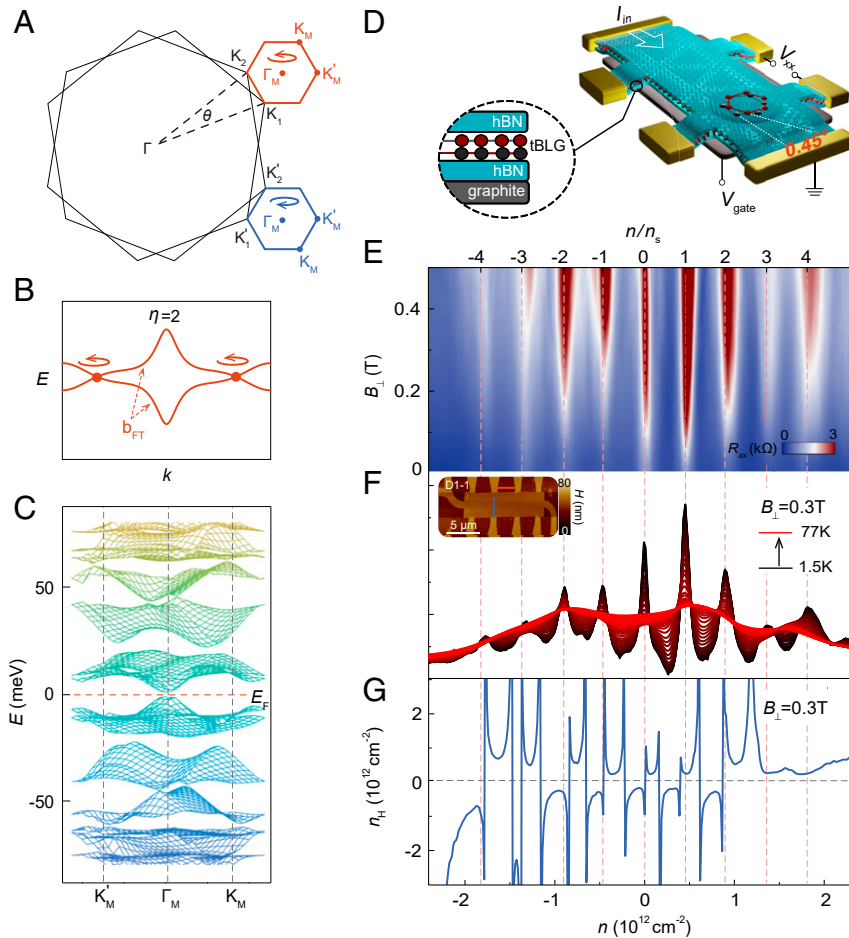 A
K_M
K_2
Γ_M
K'_M
θ
K_1
Γ
K'_2
Γ_M
K'_M
K'_1
K_M
B
η=2
E
b_FT
k
C
50
0
-50
E (meV)
E_F
K'_M
Γ_M
K_M
D
I_in
V_xx
hBN
tBLG
hBN
graphite
0.45°
V_gate
n/n_s
E
-4 -3 -2 -1 0 1 2 3 4
0.4
0.2
0
B_⊥ (T)
0 3
R_xx (kΩ)
F
D1-1
5 μm
80
H (nm)
0
B_⊥=0.3T
77K
1.5K
G
B_⊥=0.3T
2
0
-2
n_H (10^12 cm^-2)
-2 -1 0 1 2
n (10^12 cm^-2)